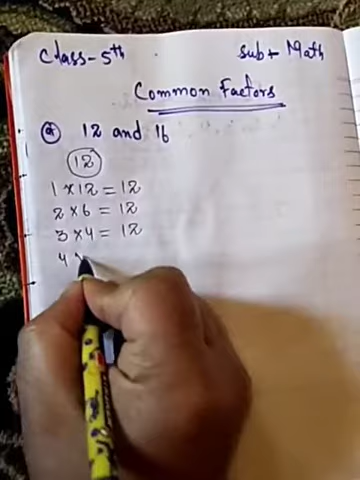 Class-5th Sub- Math
Common Factors
(a) 12 and 16
12
1 × 12 = 12
2 × 6 = 12
3 × 4 = 12
4 ×